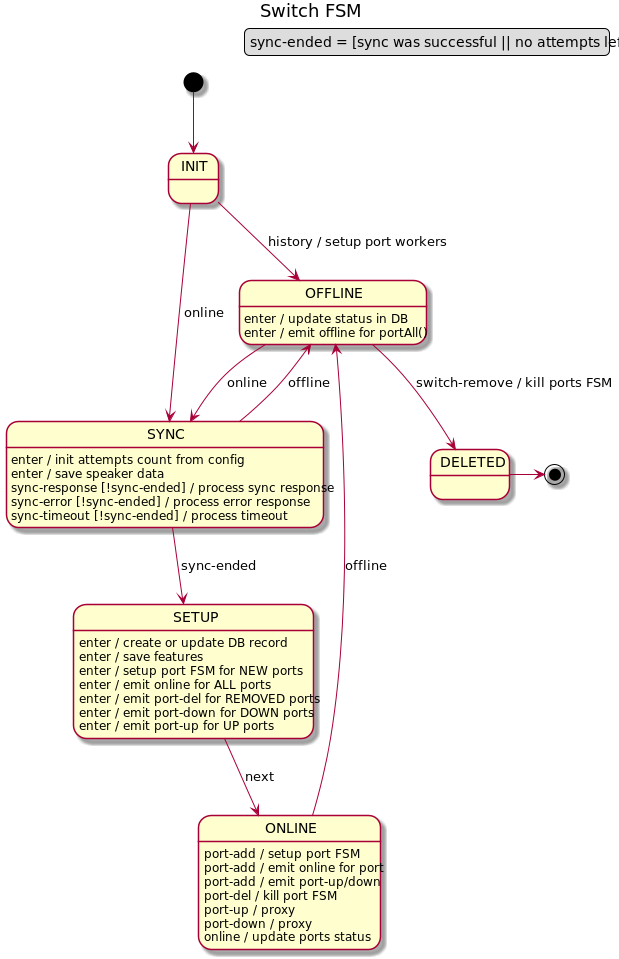 Switch FSM
sync-ended = [sync was successful || no attempts lef
INIT
history / setup port workers
online
OFFLINE
enter / update status in DB
enter / emit offline for portAll()
online
offline
switch-remove / kill ports FSM
SYNC
enter / init attempts count from config
enter / save speaker data
sync-response [!sync-ended] / process sync response
sync-error [!sync-ended] / process error response
sync-timeout [!sync-ended] / process timeout
DELETED
sync-ended
offline
SETUP
enter / create or update DB record
enter / save features
enter / setup port FSM for NEW ports
enter / emit online for ALL ports
enter / emit port-del for REMOVED ports
enter / emit port-down for DOWN ports
enter / emit port-up for UP ports
next
ONLINE
port-add / setup port FSM
port-add / emit online for port
port-add / emit port-up/down
port-del / kill port FSM
port-up / proxy
port-down / proxy
online / update ports status